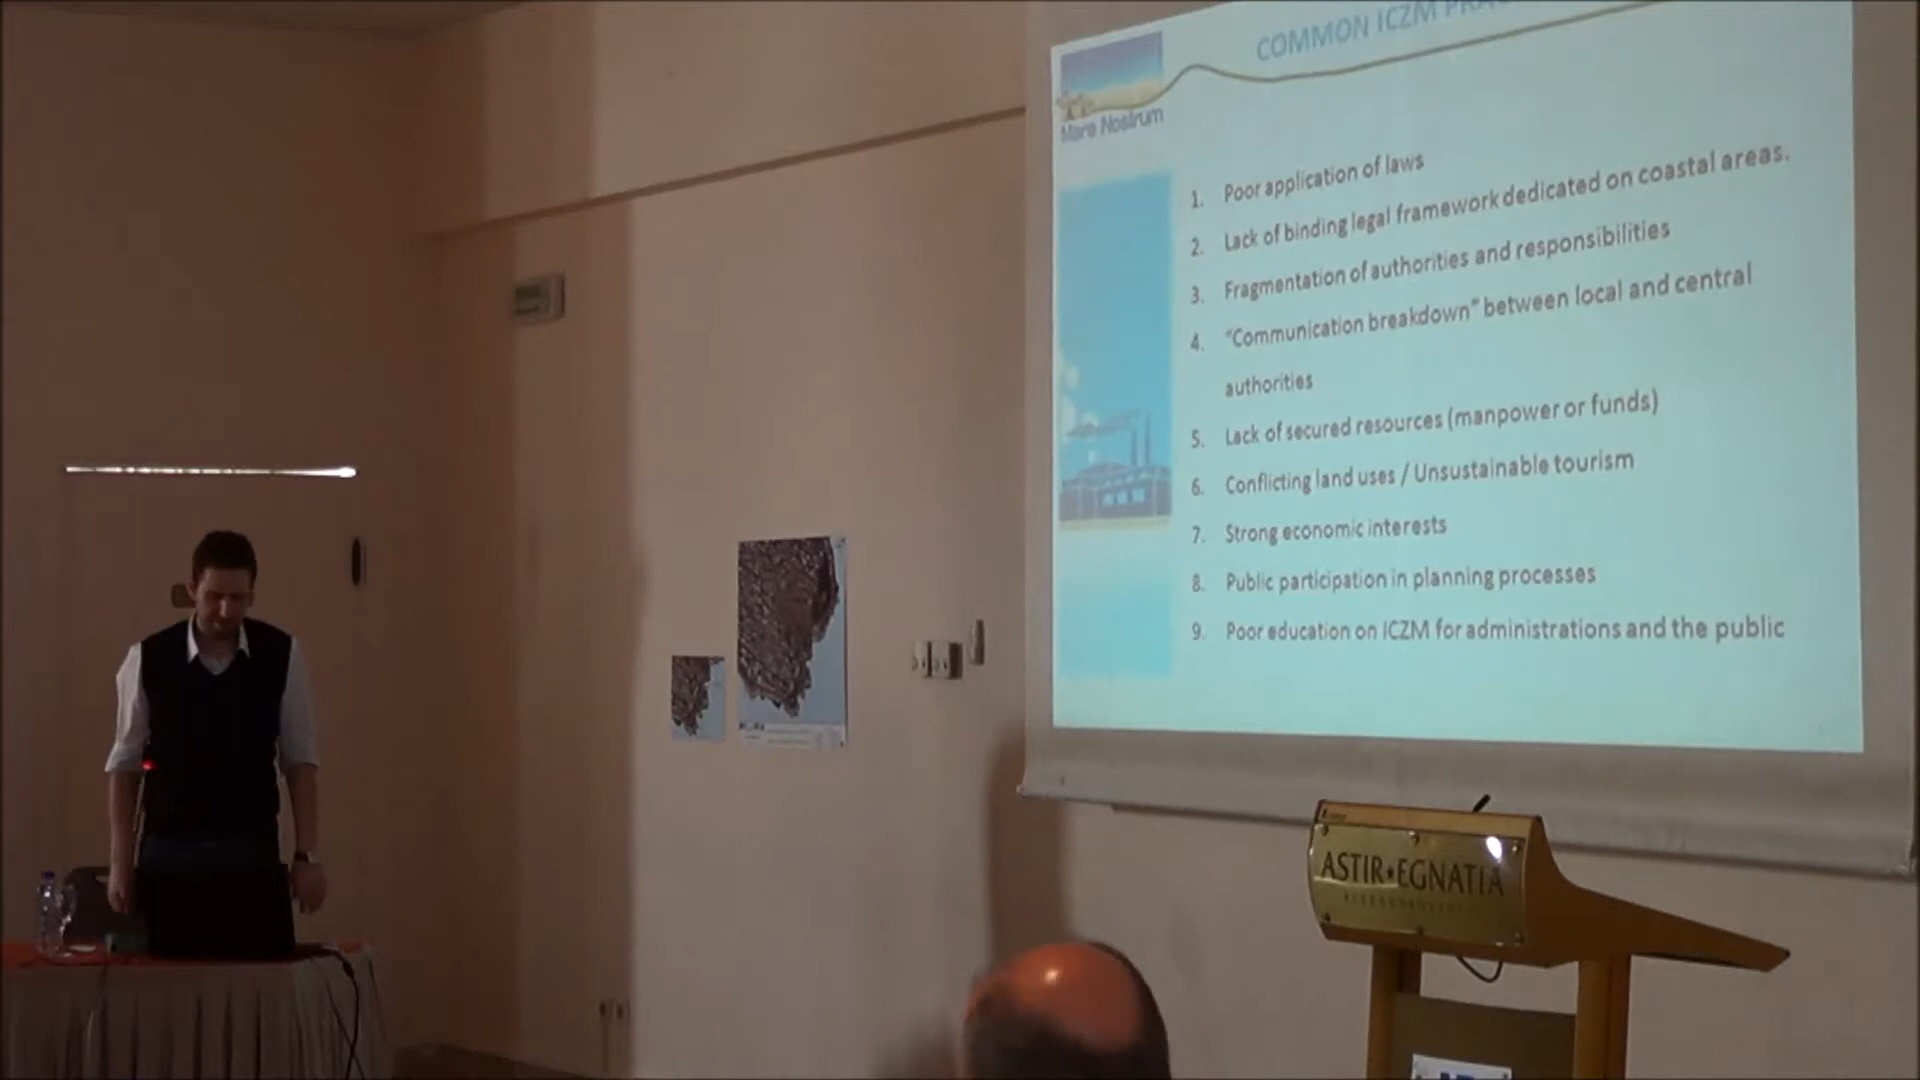 COMMON ICZM
Mare Nostrum
1. Poor application of laws
2. Lack of binding legal framework dedicated on coastal areas.
3. Fragmentation of authorities and responsibilities
4. “Communication breakdown” between local and central
authorities
5. Lack of secured resources (manpower or funds)
6. Conflicting land uses / Unsustainable tourism
7. Strong economic interests
8. Public participation in planning processes
9. Poor education on ICZM for administrations and the public
ASTIR★EGNATIA